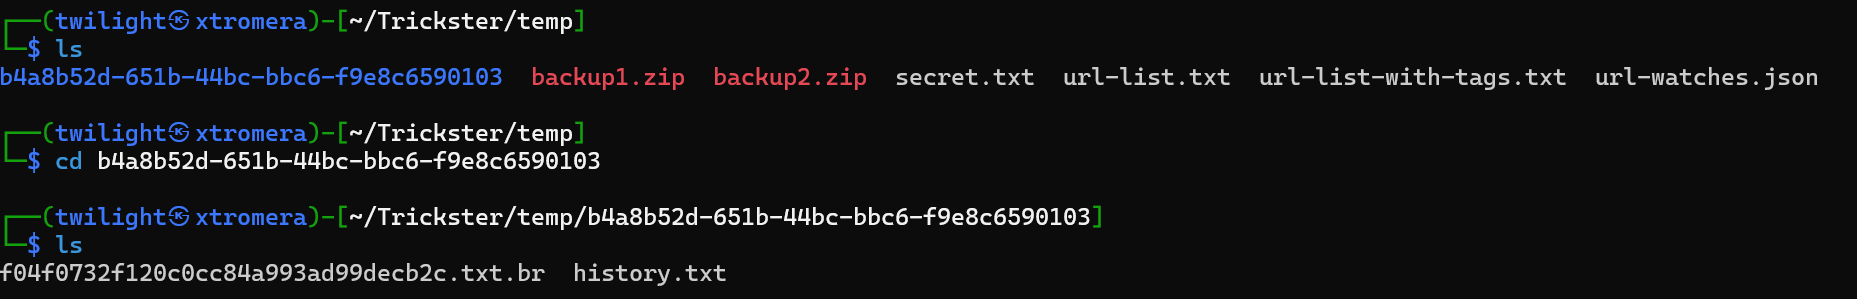 ┌──(twilight㉿xtromera)-[~/Trickster/temp]
└─$ ls
b4a8b52d-651b-44bc-bbc6-f9e8c6590103  backup1.zip  backup2.zip  secret.txt  url-list.txt  url-list-with-tags.txt  url-watches.json
┌──(twilight㉿xtromera)-[~/Trickster/temp]
└─$ cd b4a8b52d-651b-44bc-bbc6-f9e8c6590103
┌──(twilight㉿xtromera)-[~/Trickster/temp/b4a8b52d-651b-44bc-bbc6-f9e8c6590103]
└─$ ls
f04f0732f120c0cc84a993ad99decb2c.txt.br  history.txt